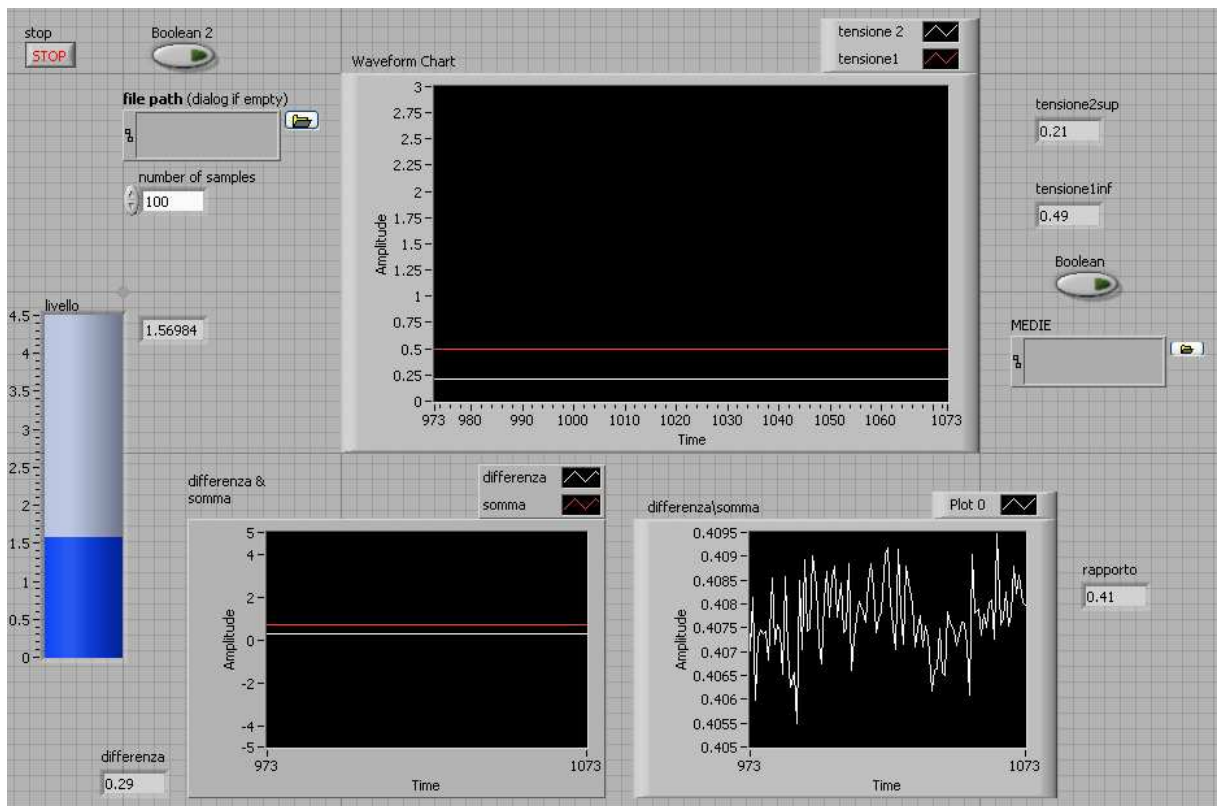 stop
STOP
Boolean 2
file path (dialog if empty)
number of samples
100
Waveform Chart
tensione 2
tensione1
3
2.75
2.5
2.25
2
1.75
1.5
1.25
1
0.75
0.5
0.25
0
Amplitude
973 980 990 1000 1010 1020 1030 1040 1050 1060 1073
Time
tensione2sup
0.21
tensione1inf
0.49
Boolean
MEDIE
livello
4.5
4
3.5
3
2.5
2
1.5
1
0.5
0
1.56984
differenza &
somma
differenza
somma
5
4
2
0
-2
-4
-5
Amplitude
973 1073
Time
differenza
0.29
differenza\somma
Plot 0
0.4095
0.409
0.4085
0.408
0.4075
0.407
0.4065
0.406
0.4055
0.405
Amplitude
973 1073
Time
rapporto
0.41